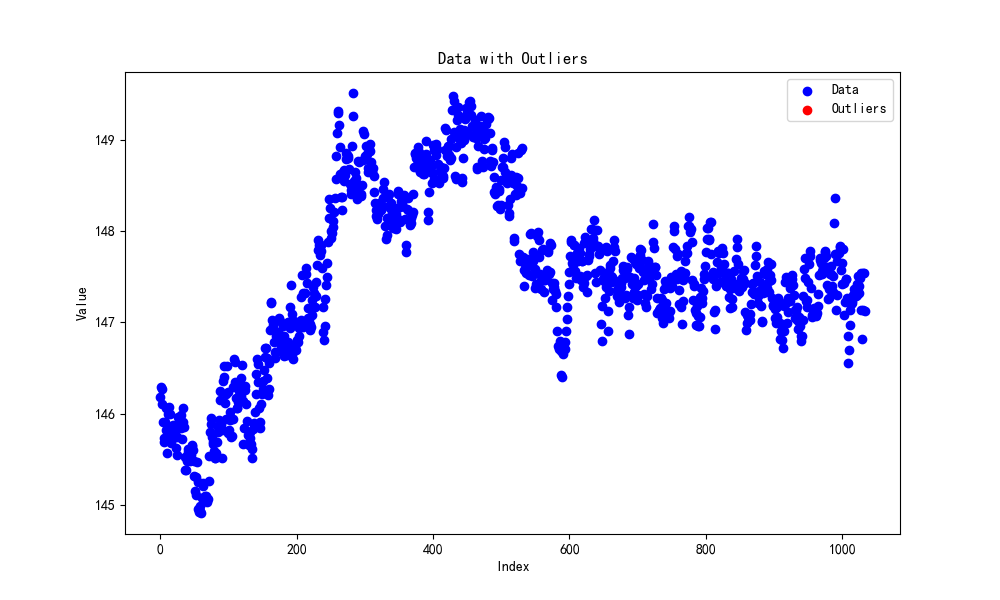 Data with Outliers
Data
Outliers
149
148
147
146
145
Value
0 200 400 600 800 1000
Index